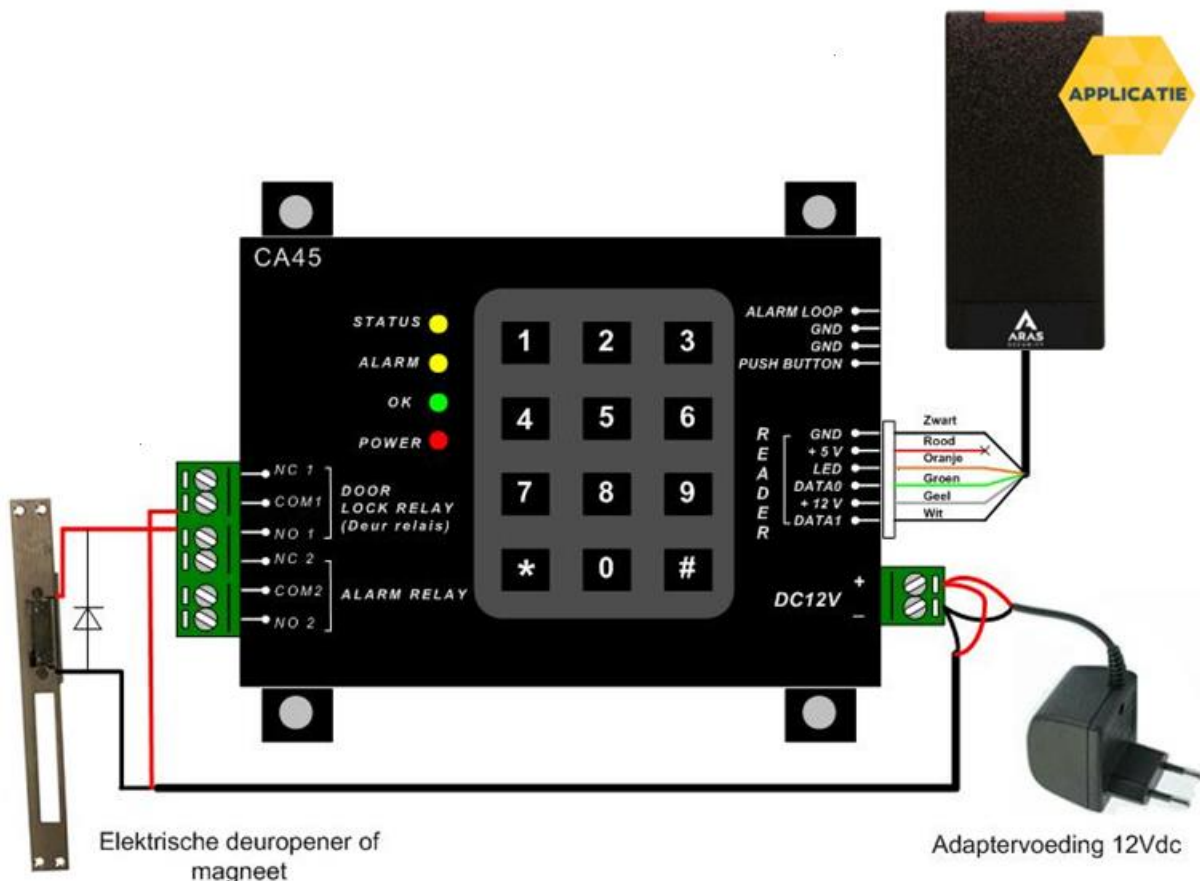 APPLICATIE
ARAS
SECURITY
CA45
STATUS
ALARM
OK
POWER
1 2 3
4 5 6
7 8 9
* 0 #
ALARM LOOP
GND
GND
PUSH BUTTON
READER
GND
+ 5 V
LED
DATA0
+ 12 V
DATA1
Zwart
Rood
Oranje
Groen
Geel
Wit
NC 1
COM1
NO 1
DOOR
LOCK RELAY
(Deur relais)
NC 2
COM2
NO 2
ALARM RELAY
DC12V
+
–
Elektrische deuropener of
magneet
Adaptervoeding 12Vdc